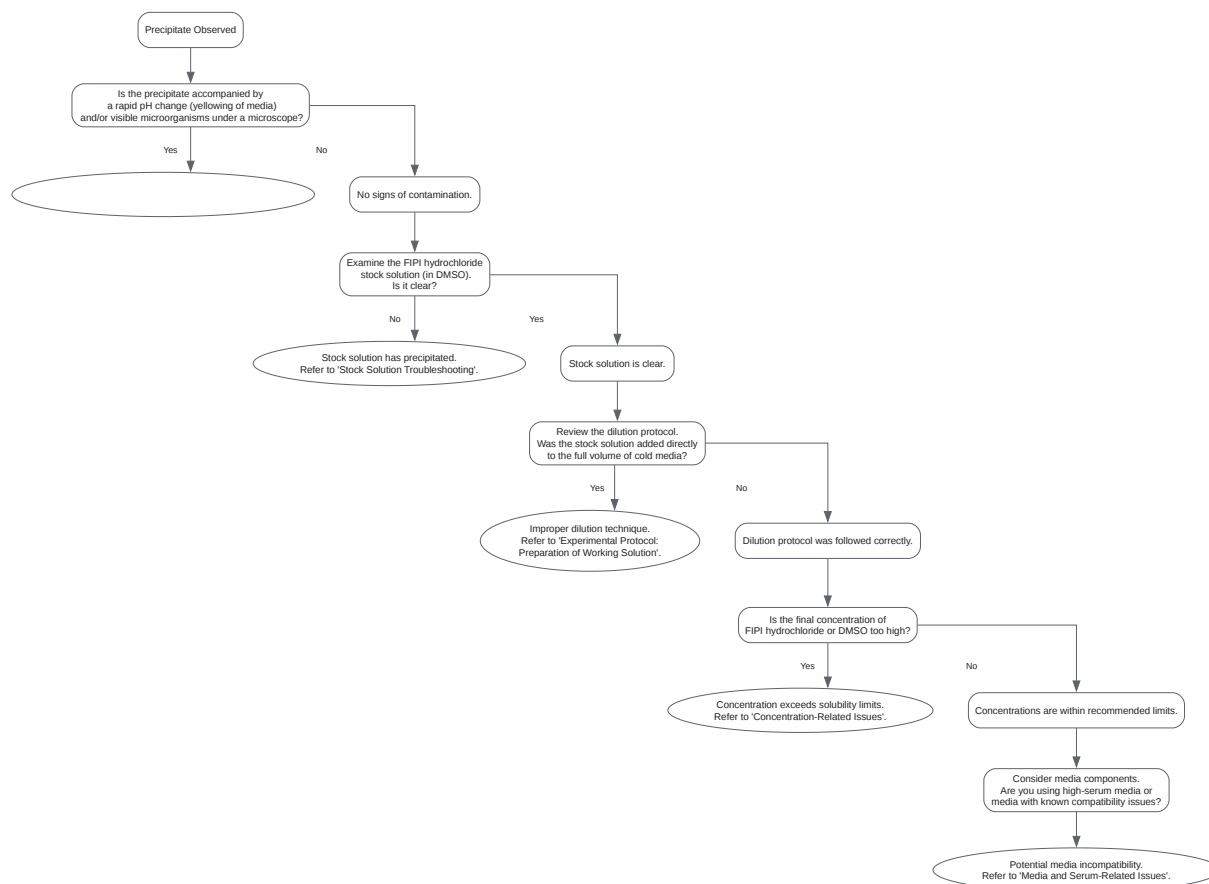 Precipitate Observed
Is the precipitate accompanied by
a rapid pH change (yellowing of media)
and/or visible microorganisms under a microscope?
Yes
No
No signs of contamination.
Examine the FIPI hydrochloride
stock solution (in DMSO).
Is it clear?
No
Yes
Stock solution has precipitated.
Refer to 'Stock Solution Troubleshooting'.
Stock solution is clear.
Review the dilution protocol.
Was the stock solution added directly
to the full volume of cold media?
Yes
No
Improper dilution technique.
Refer to 'Experimental Protocol:
Preparation of Working Solution'.
Dilution protocol was followed correctly.
Is the final concentration of
FIPI hydrochloride or DMSO too high?
Yes
No
Concentration exceeds solubility limits.
Refer to 'Concentration-Related Issues'.
Concentrations are within recommended limits.
Consider media components.
Are you using high-serum media or
media with known compatibility issues?
Potential media incompatibility.
Refer to 'Media and Serum-Related Issues'.